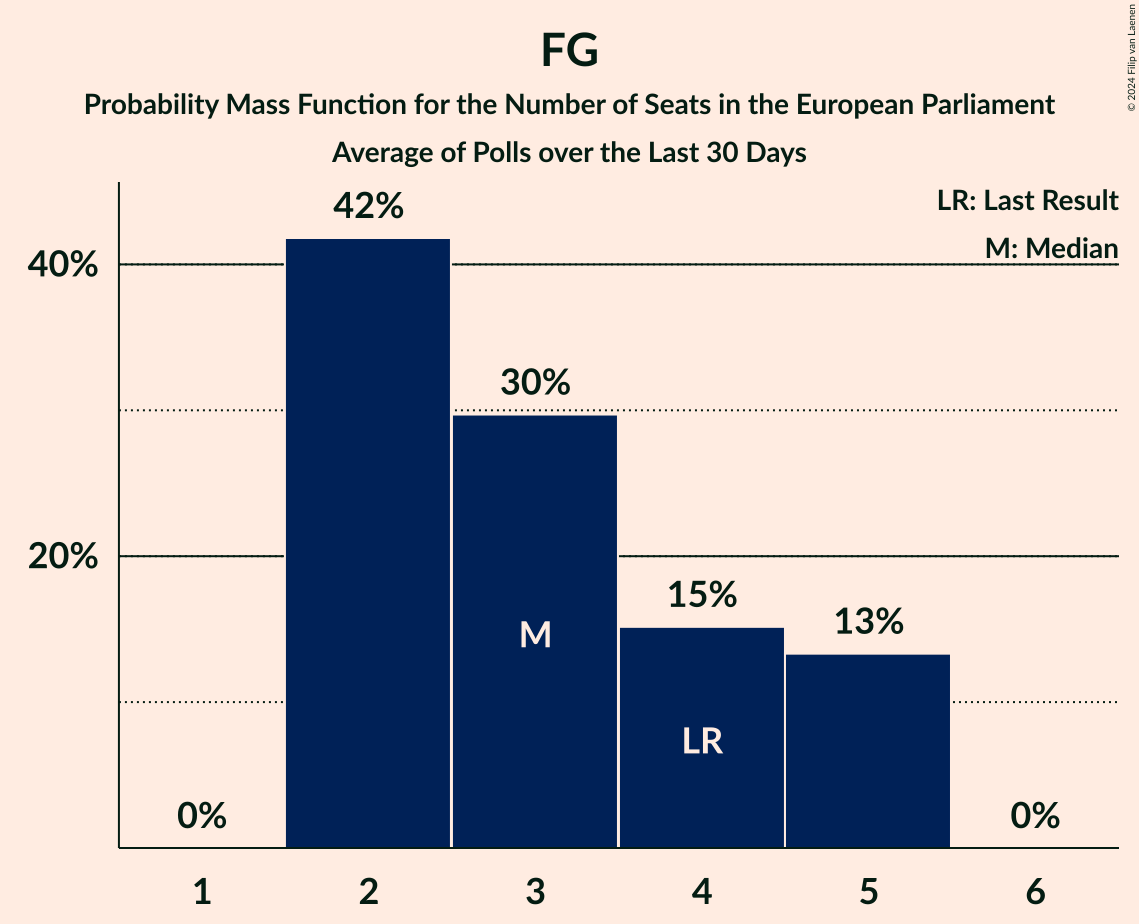 FG
Probability Mass Function for the Number of Seats in the European Parliament
Average of Polls over the Last 30 Days
© 2024 Filip van Laenen
LR: Last Result
M: Median
42%
40%
30%
20%
15%
13%
M
LR
0%
0%
1 2 3 4 5 6